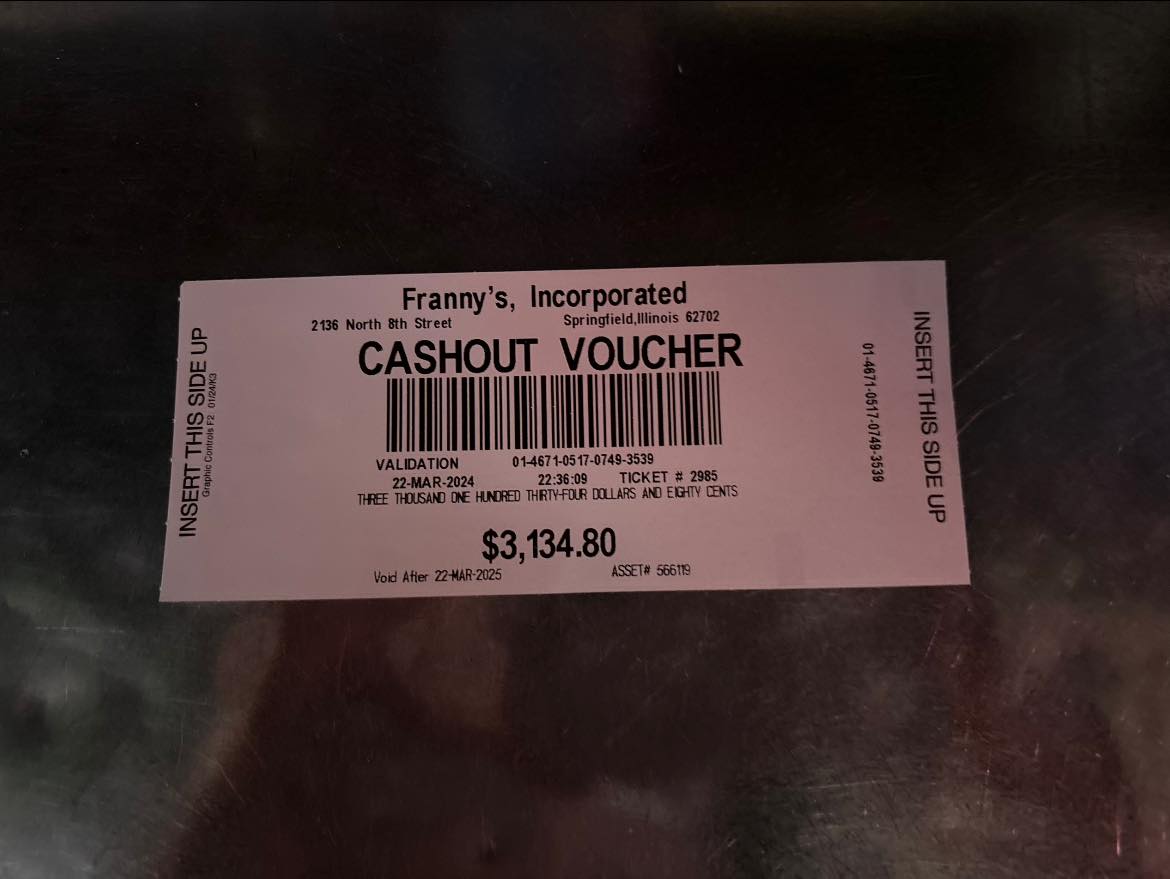 Franny's, Incorporated
2136 North 8th Street Springfield,Illinois 62702
CASHOUT VOUCHER
VALIDATION 01-4671-0517-0749-3539
22-MAR-2024 22:36:09 TICKET # 2985
THREE THOUSAND ONE HUNDRED THIRTY-FOUR DOLLARS AND EIGHTY CENTS
$3,134.80
Void After 22-MAR-2025 ASSET# 566119
INSERT THIS SIDE UP
Graphic Controls F2 01/24/K3
01-4671-0517-0749-3539
INSERT THIS SIDE UP